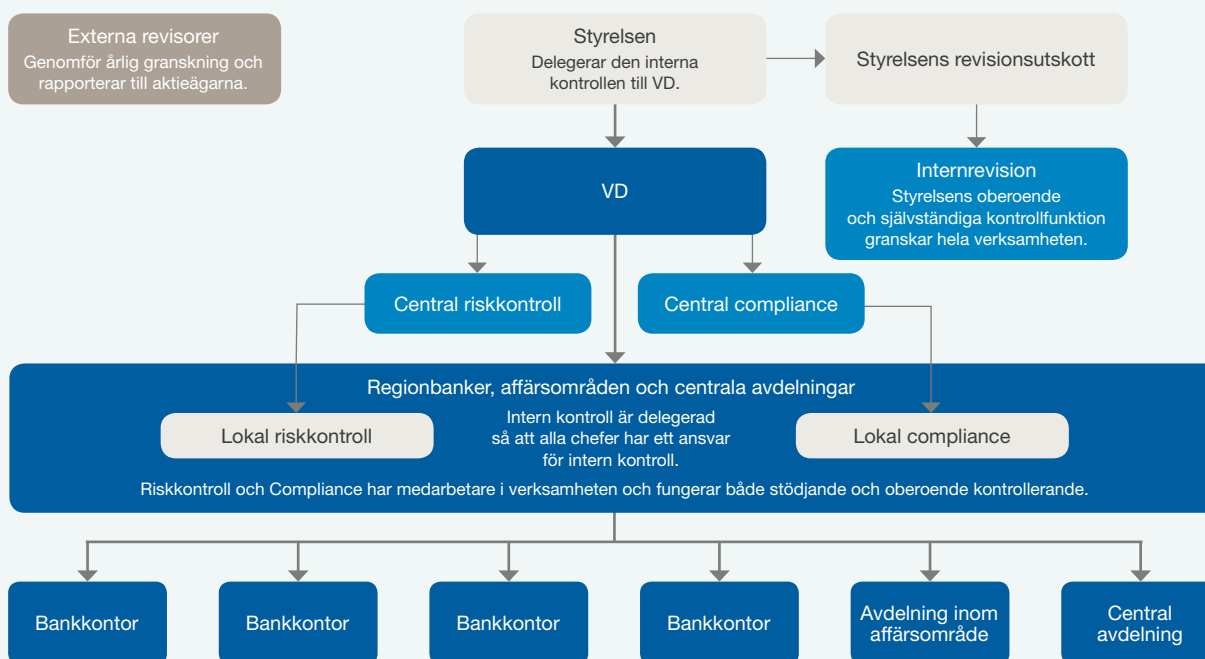 Externa revisorer
Genomför årlig granskning och
rapporterar till aktieägarna.
Styrelsen
Delegerar den interna
kontrollen till VD.
Styrelsens revisionsutskott
VD
Internrevision
Styrelsens oberoende
och självständiga kontrollfunktion
granskar hela verksamheten.
Central riskkontroll
Central compliance
Regionbanker, affärsområden och centrala avdelningar
Lokal riskkontroll
Intern kontroll är delegerad
så att alla chefer har ett ansvar
för intern kontroll.
Lokal compliance
Riskkontroll och Compliance har medarbetare i verksamheten och fungerar både stödjande och oberoende kontrollerande.
Bankkontor
Bankkontor
Bankkontor
Bankkontor
Avdelning inom
affärsområde
Central
avdelning